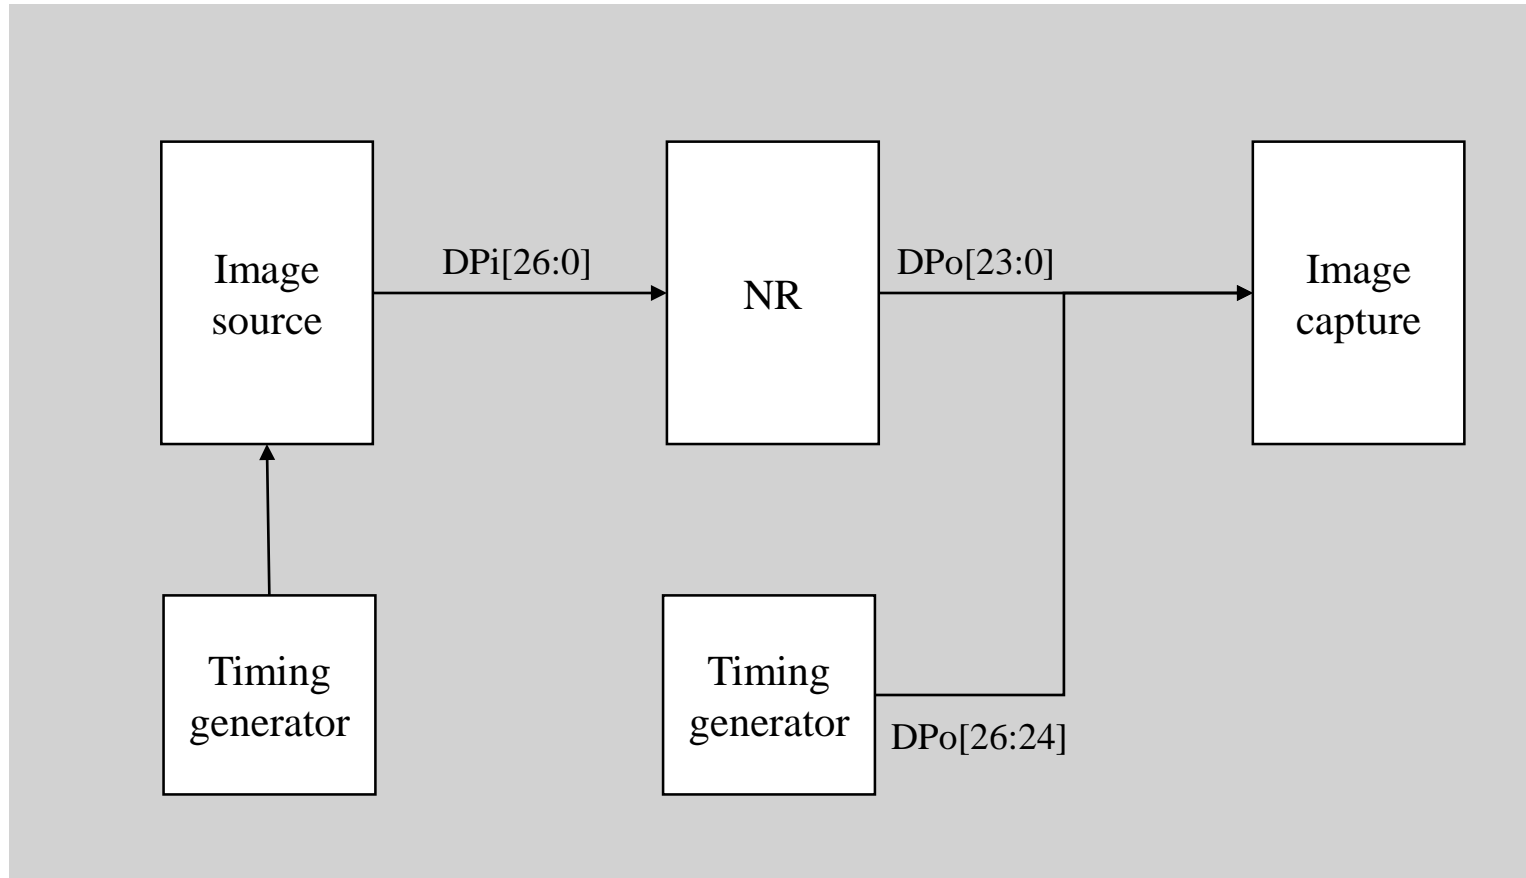 Image
source
DPi[26:0]
NR
DPo[23:0]
Image
capture
Timing
generator
Timing
generator
DPo[26:24]